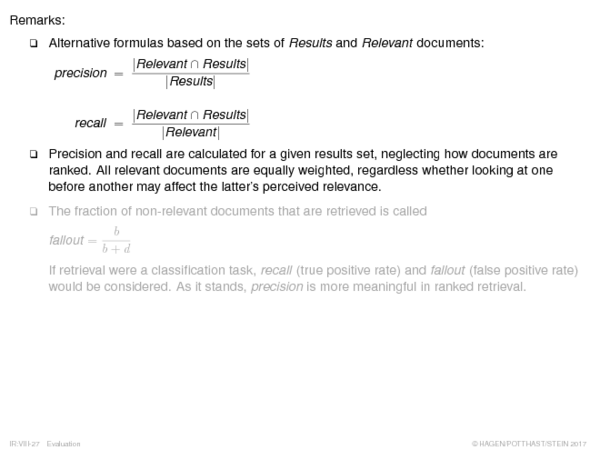 Remarks:
❑ Alternative formulas based on the sets of Results and Relevant documents:
precision = |Relevant ∩ Results| / |Results|
recall = |Relevant ∩ Results| / |Relevant|
❑ Precision and recall are calculated for a given results set, neglecting how documents are
ranked. All relevant documents are equally weighted, regardless whether looking at one
before another may affect the latter's perceived relevance.
❑ The fraction of non-relevant documents that are retrieved is called
fallout = b / b + d
If retrieval were a classification task, recall (true positive rate) and fallout (false positive rate)
would be considered. As it stands, precision is more meaningful in ranked retrieval.
IR:VIII-27 Evaluation © HAGEN/POTTHAST/STEIN 2017